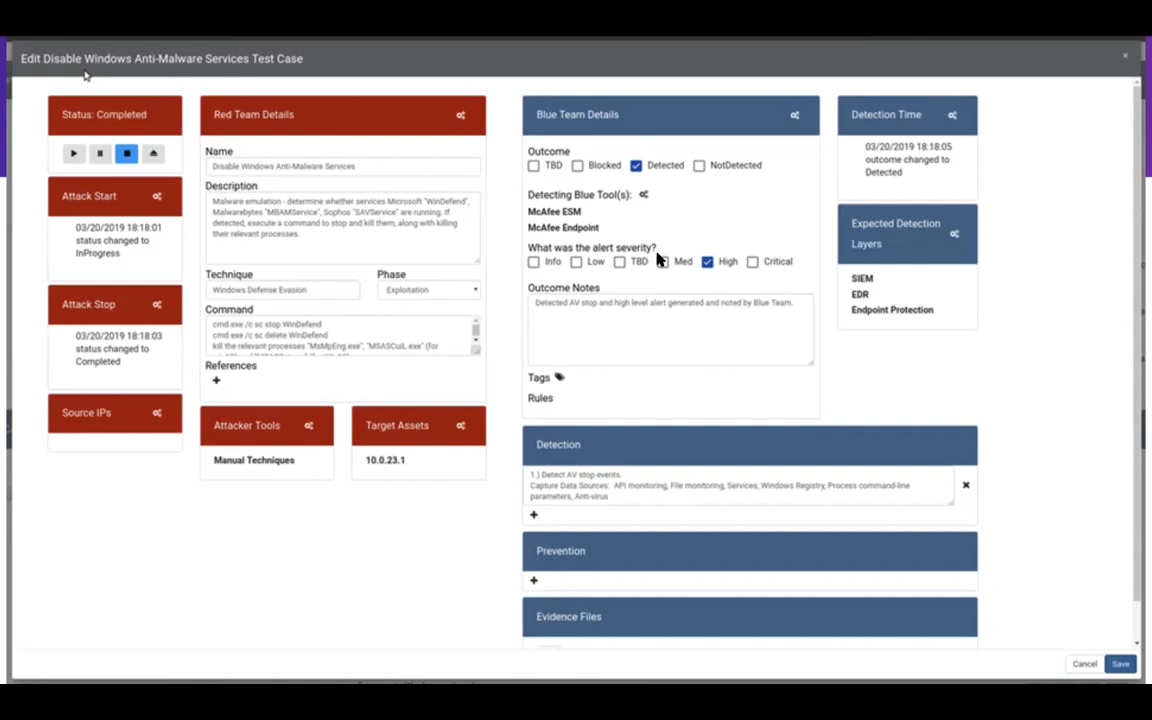 Edit Disable Windows Anti-Malware Services Test Case
×
Status: Completed
Attack Start
03/20/2019 18:18:01
status changed to
InProgress
Attack Stop
03/20/2019 18:18:03
status changed to
Completed
Source IPs
Red Team Details
Name
Disable Windows Anti-Malware Services
Description
Malware emulation - determine whether services Microsoft "WinDefend",
Malwarebytes "MBAMService", Sophos "SAVService" are running. If
detected, execute a command to stop and kill them, along with killing
their relevant processes.
Technique
Phase
Windows Defense Evasion
Exploitation
Command
cmd.exe /c sc stop WinDefend
cmd.exe /c sc delete WinDefend
kill the relevant processes "MsMpEng.exe", "MSASCuiL.exe" (for
References
+
Attacker Tools
Manual Techniques
Target Assets
10.0.23.1
Blue Team Details
Outcome
TBD Blocked Detected NotDetected
Detecting Blue Tool(s):
McAfee ESM
McAfee Endpoint
What was the alert severity?
Info Low TBD Med High Critical
Outcome Notes
Detected AV stop and high level alert generated and noted by Blue Team.
Tags
Rules
Detection Time
03/20/2019 18:18:05
outcome changed to
Detected
Expected Detection
Layers
SIEM
EDR
Endpoint Protection
Detection
1.) Detect AV stop events.
Capture Data Sources: API monitoring, File monitoring, Services, Windows Registry, Process command-line
parameters, Anti-virus
+
Prevention
+
Evidence Files
Cancel Save